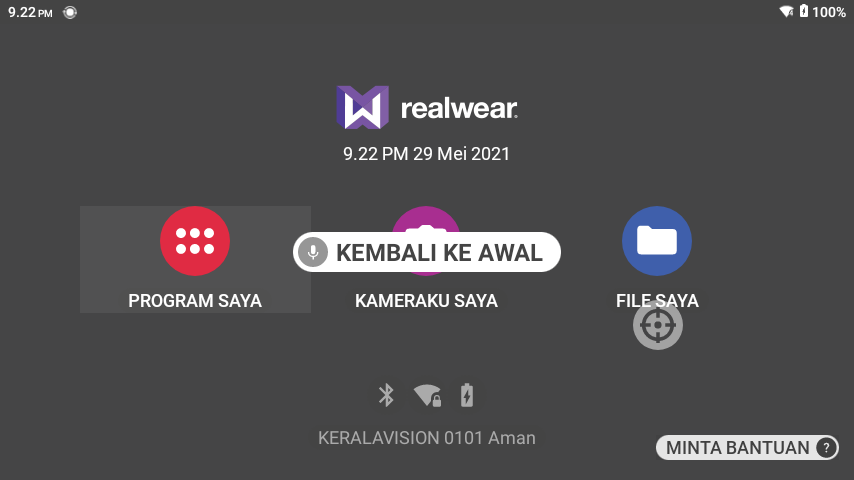 9.22 PM
100%
realwear
9.22 PM 29 Mei 2021
KEMBALI KE AWAL
PROGRAM SAYA
KAMERAKU SAYA
FILE SAYA
KERALAVISION 0101 Aman
MINTA BANTUAN ?